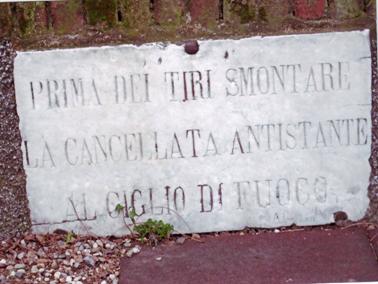 PRIMA DEI TIRI SMONTARE
LA CANCELLATA ANTISTANTE
AL CIGLIO DI FUOCO